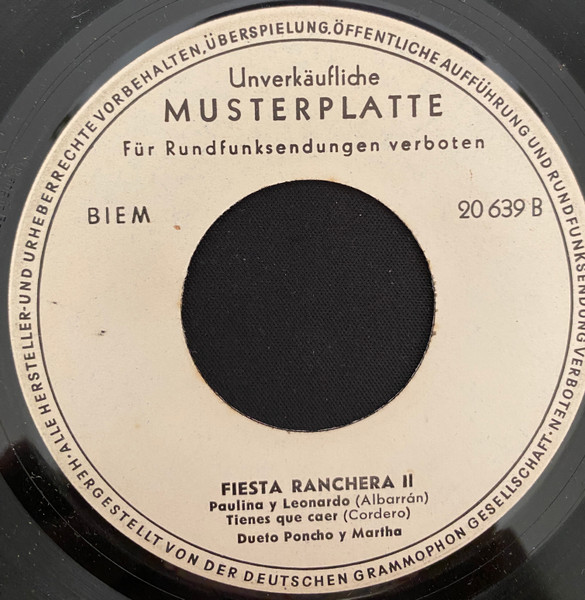 ALLE HERSTELLER-UND URHEBERRECHTE VORBEHALTEN, ÜBERSPIELUNG, ÖFFENTLICHE AUFFÜHRUNG UND RUNDFUNKSENDUNG VERBOTEN·
Unverkäufliche
MUSTERPLATTE
Für Rundfunksendungen verboten
BIEM 20 639 B
FIESTA RANCHERA II
Paulina y Leonardo (Albarrán)
Tienes que caer (Cordero)
Dueto Poncho y Martha
·HERGESTELLT VON DER DEUTSCHEN GRAMMOPHON GESELLSCHAFT·